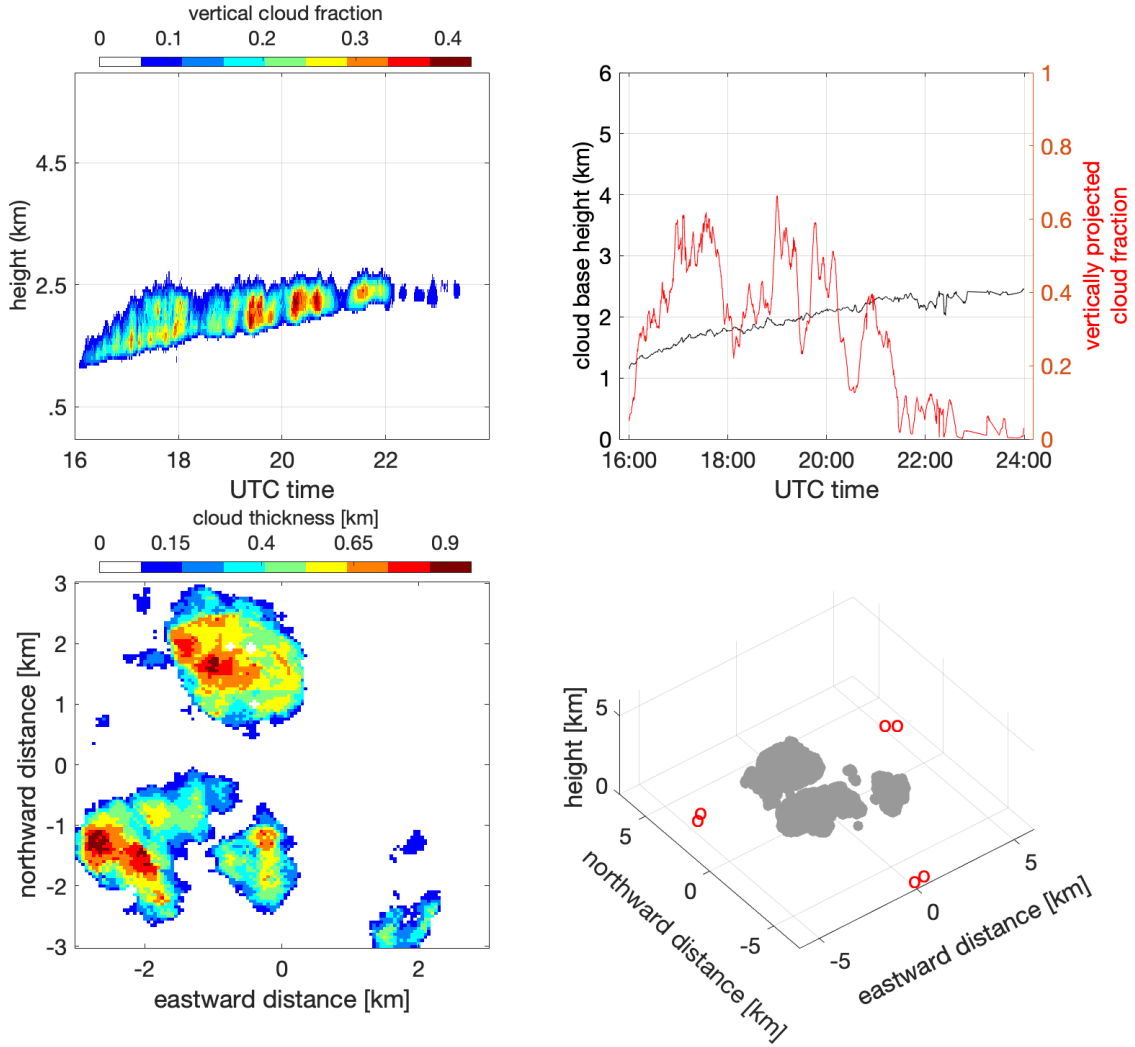 vertical cloud fraction
0 0.1 0.2 0.3 0.4
height (km)
4.5
2.5
.5
16 18 20 22
UTC time
cloud base height (km)
6
5
4
3
2
1
0
1
0.8
0.6
0.4
0.2
0
vertically projected
cloud fraction
16:00 18:00 20:00 22:00 24:00
UTC time
cloud thickness [km]
0 0.15 0.4 0.65 0.9
northward distance [km]
3
2
1
0
-1
-2
-3
-2 0 2
eastward distance [km]
height [km]
5
0
5
0
-5
northward distance [km]
-5
0
5
eastward distance [km]